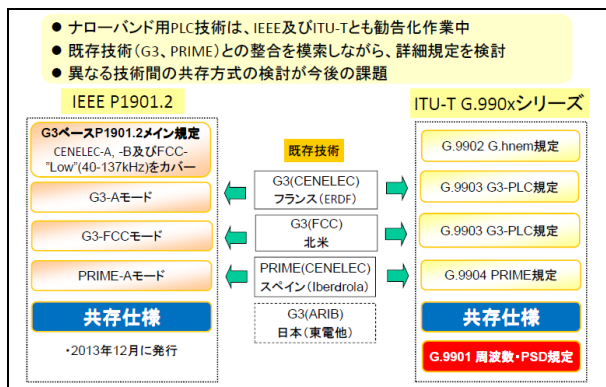 ● ナローバンド用PLC技術は、IEEE及びITU-Tとも勧告化作業中
● 既存技術(G3、PRIME)との整合を模索しながら、詳細規定を検討
● 異なる技術間の共存方式の検討が今後の課題
IEEE P1901.2
G3ベースP1901.2メイン規定
CENELEC-A, -B及びFCC-
"Low"(40-137kHz)をカバー
G3-Aモード
G3-FCCモード
PRIME-Aモード
共存仕様
・2013年12月に発行
既存技術
G3(CENELEC)
フランス(ERDF)
G3(FCC)
北米
PRIME(CENELEC)
スペイン(Iberdrola)
G3(ARIB)
日本(東電他)
ITU-T G.990xシリーズ
G.9902 G.hnem規定
G.9903 G3-PLC規定
G.9903 G3-PLC規定
G.9904 PRIME規定
共存仕様
G.9901 周波数・PSD規定